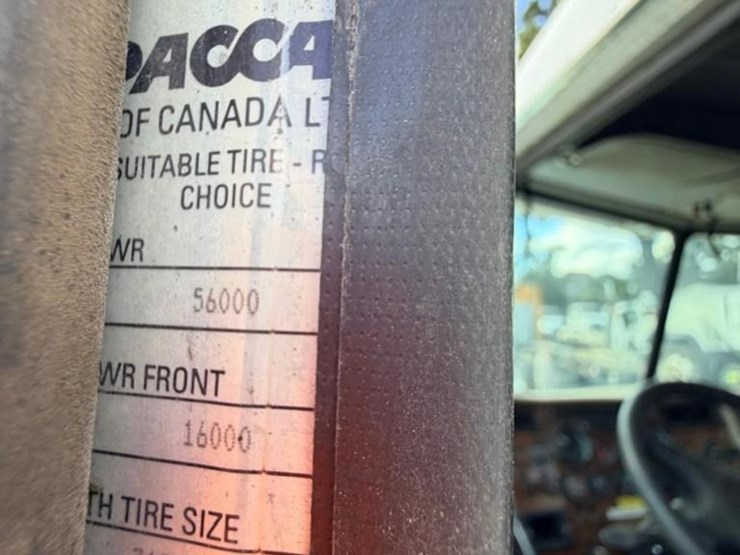 PACCA
OF CANADA LT
SUITABLE TIRE - R
CHOICE
WR
56000
WR FRONT
16000
TH TIRE SIZE